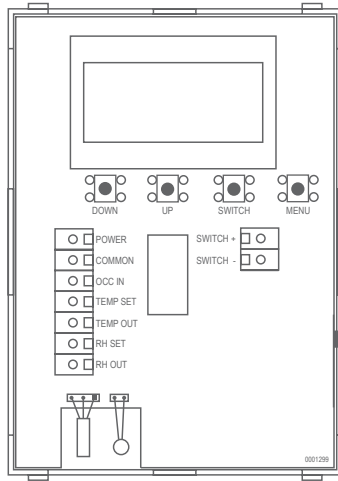 DOWN UP SWITCH MENU
POWER
COMMON
OCC IN
TEMP SET
TEMP OUT
RH SET
RH OUT
SWITCH +
SWITCH -
0001299